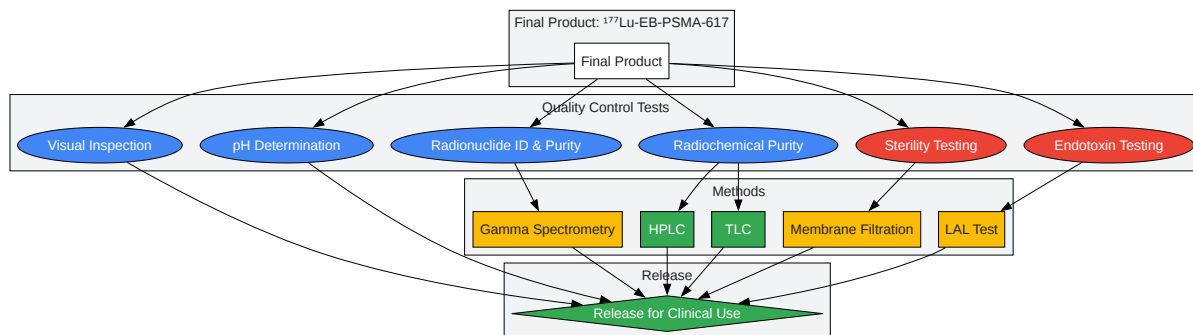 Final Product: ¹⁷⁷Lu-EB-PSMA-617
Final Product
Quality Control Tests
Visual Inspection
pH Determination
Radionuclide ID & Purity
Radiochemical Purity
Sterility Testing
Endotoxin Testing
Methods
Gamma Spectrometry
HPLC
TLC
Membrane Filtration
LAL Test
Release
Release for Clinical Use